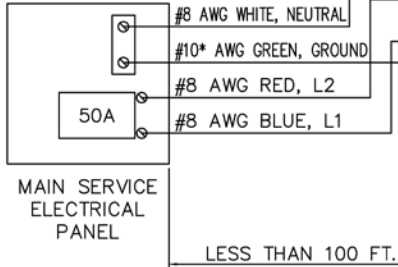 #8 AWG WHITE, NEUTRAL
#10* AWG GREEN, GROUND
#8 AWG RED, L2
50A
#8 AWG BLUE, L1
MAIN SERVICE
ELECTRICAL
PANEL
LESS THAN 100 FT.